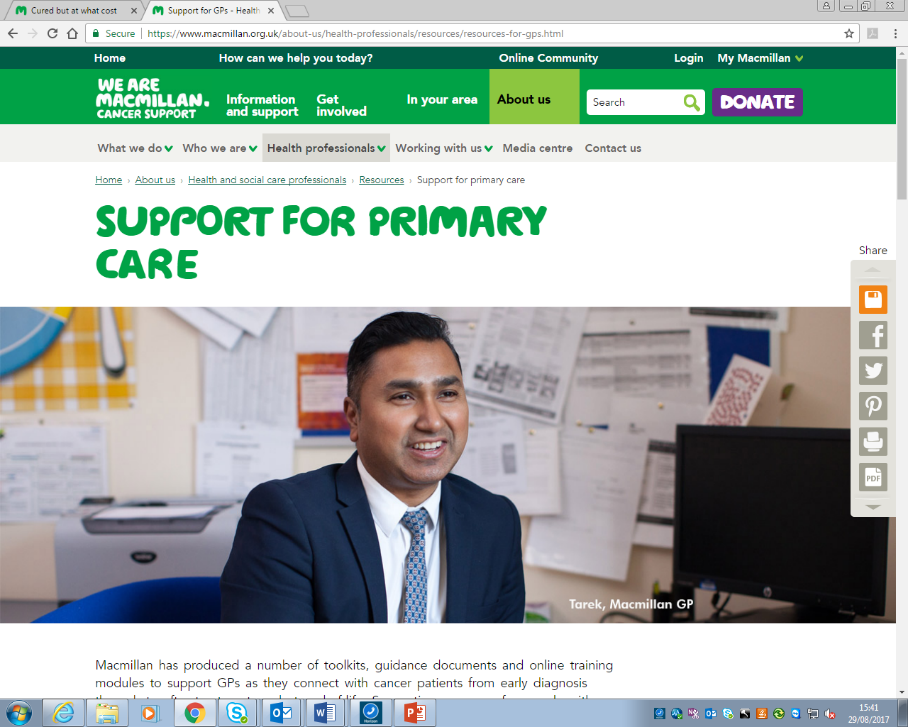 Cured but at what cost
Support for GPs - Health
Secure https://www.macmillan.org.uk/about-us/health-professionals/resources/resources-for-gps.html
Home How can we help you today? Online Community Login My Macmillan
WE ARE
MACMILLAN.
CANCER SUPPORT
Information
and support
Get
involved
In your area
About us
Search
DONATE
What we do Who we are Health professionals Working with us Media centre Contact us
Home › About us › Health and social care professionals › Resources › Support for primary care
SUPPORT FOR PRIMARY
CARE
Share
PDF
brother
hp
Tarek, Macmillan GP
Macmillan has produced a number of toolkits, guidance documents and online training
modules to support GPs as they connect with cancer patients from early diagnosis
15:41
29/08/2017